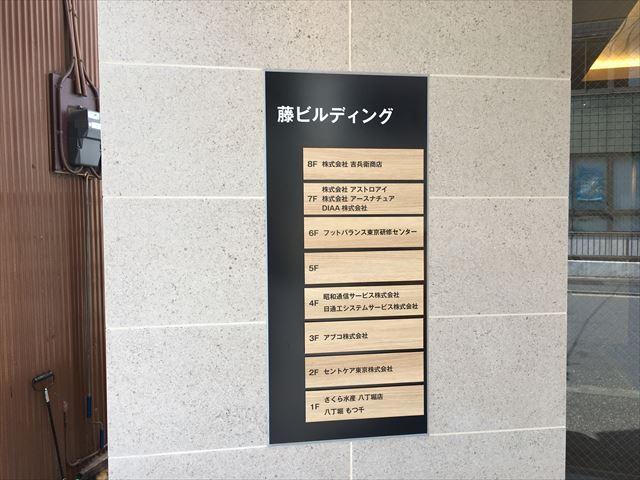 藤ビルディング
8F 株式会社 吉兵衛商店
株式会社 アストロアイ
7F 株式会社 アースナチュア
DIAA 株式会社
6F フットバランス東京研修センター
5F
昭和通信サービス株式会社
4F
日通工システムサービス株式会社
3F アブコ株式会社
2F セントケア東京株式会社
さくら水産 八丁堀店
1F
八丁堀 もつ千